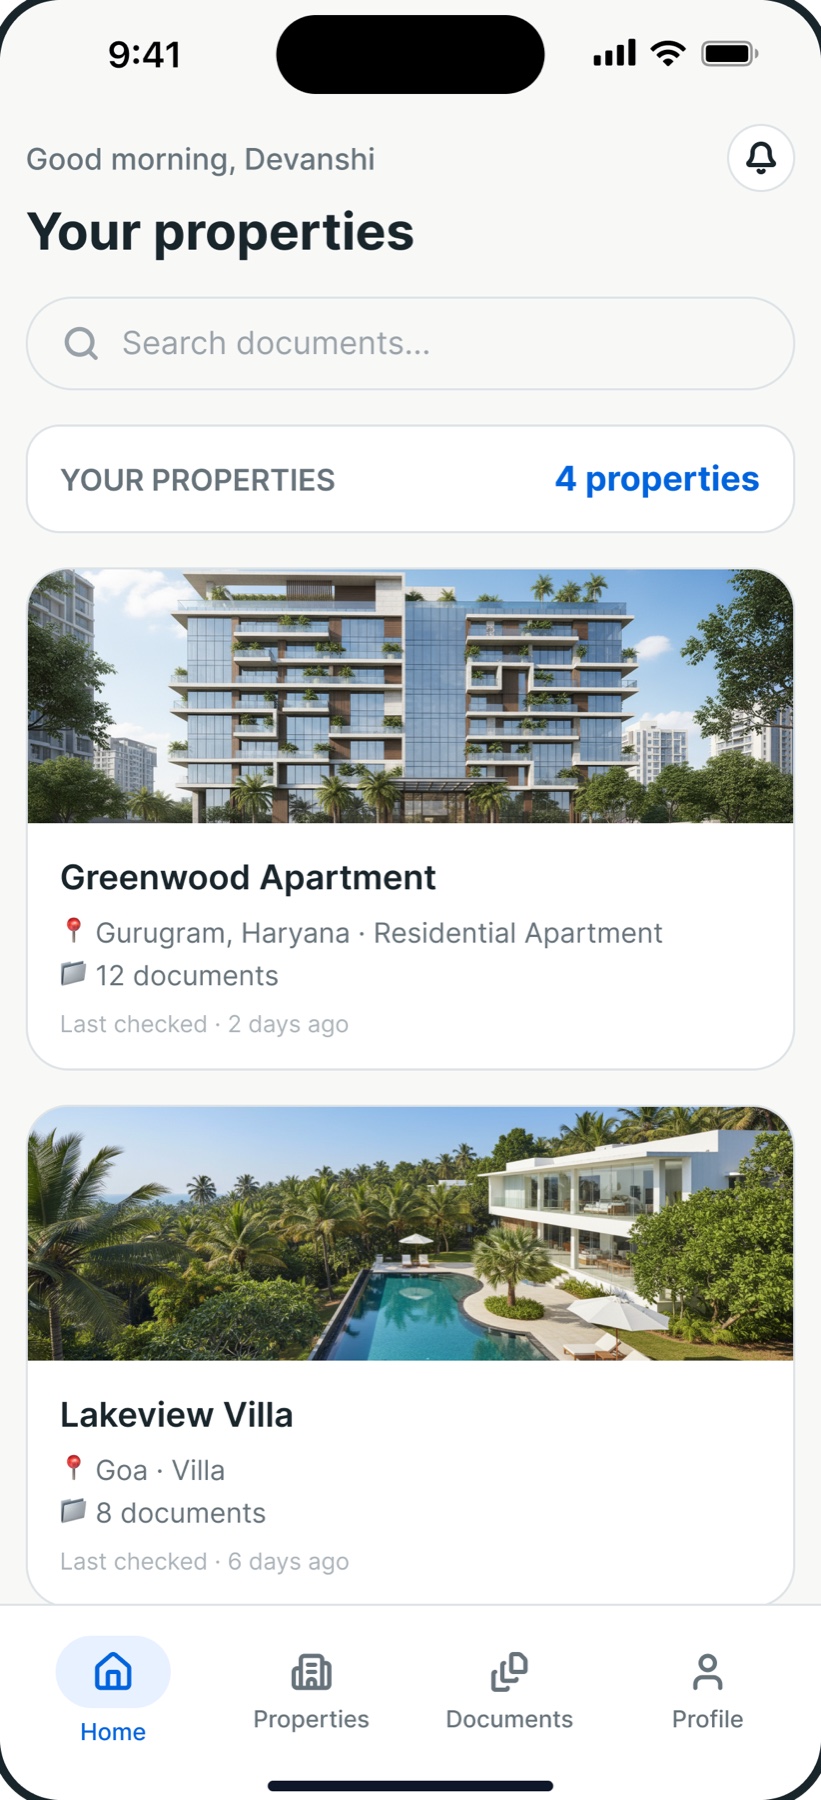 9:41
Good morning, Devanshi
Your properties
Search documents...
YOUR PROPERTIES 4 properties
Greenwood Apartment
📍 Gurugram, Haryana · Residential Apartment
📁 12 documents
Last checked · 2 days ago
Lakeview Villa
📍 Goa · Villa
📁 8 documents
Last checked · 6 days ago
Home Properties Documents Profile